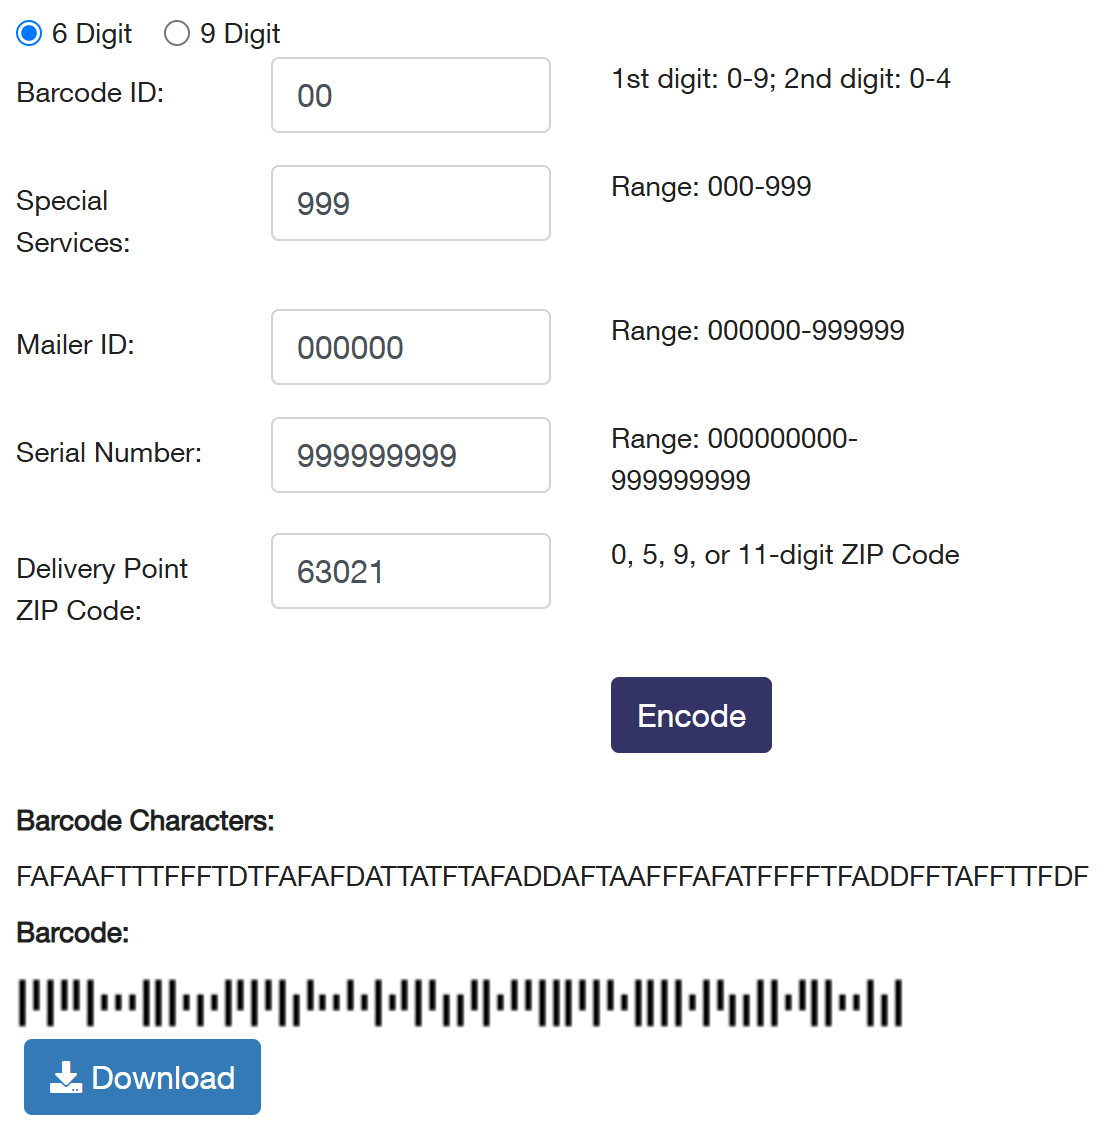 6 Digit 9 Digit
Barcode ID: 00 1st digit: 0-9; 2nd digit: 0-4
Special Services: 999 Range: 000-999
Mailer ID: 000000 Range: 000000-999999
Serial Number: 999999999 Range: 000000000-
999999999
Delivery Point 63021 0, 5, 9, or 11-digit ZIP Code
ZIP Code:
Encode
Barcode Characters:
FAFAAFTTTFFFTDTFAFAFDATTATFTAFADDAFTAAFFFAFATFFFFTFADDFFTAFFTTFDF
Barcode:
Download